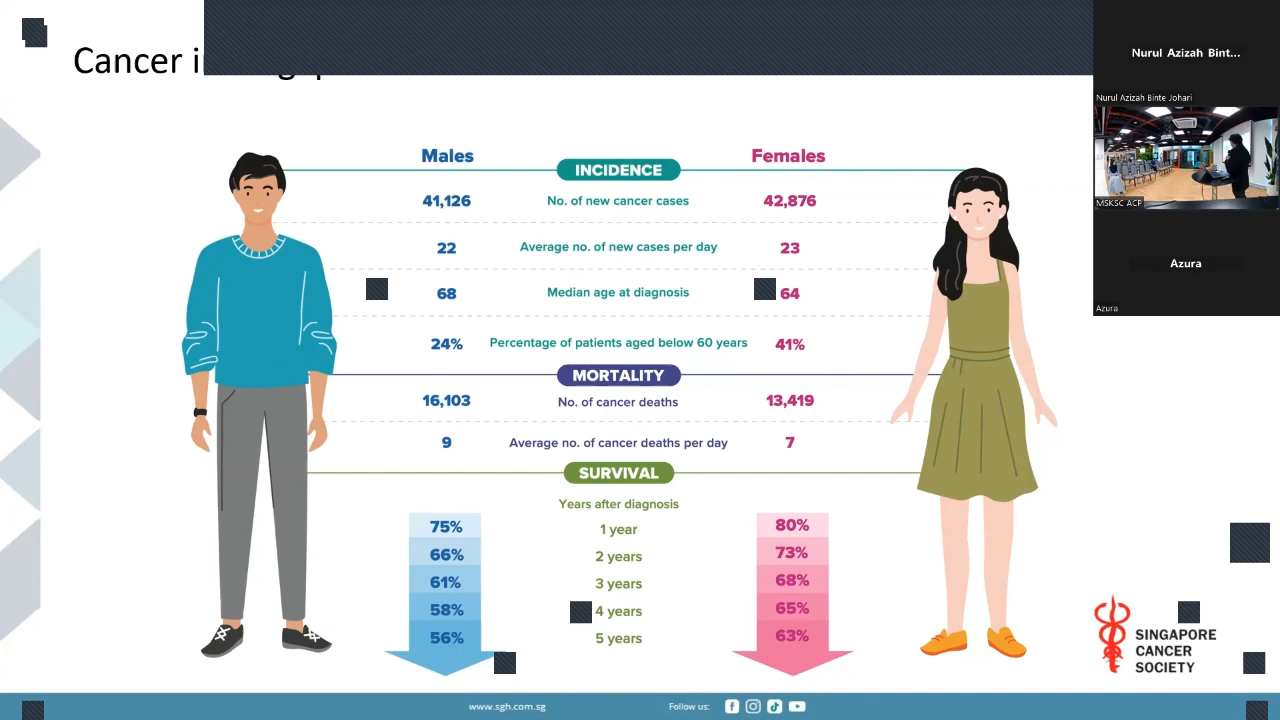 Cancer i
Males
Females
INCIDENCE
41,126
No. of new cancer cases
42,876
22
Average no. of new cases per day
23
68
Median age at diagnosis
64
24%
Percentage of patients aged below 60 years
41%
MORTALITY
16,103
No. of cancer deaths
13,419
9
Average no. of cancer deaths per day
7
SURVIVAL
Years after diagnosis
75%
1 year
80%
66%
2 years
73%
61%
3 years
68%
58%
4 years
65%
56%
5 years
63%
SINGAPORE
CANCER
SOCIETY
www.sgh.com.sg
Follow us:
Nurul Azizah Bint...
Nurul Azizah Binte Johari
MSKSC ACP
Azura
Azura